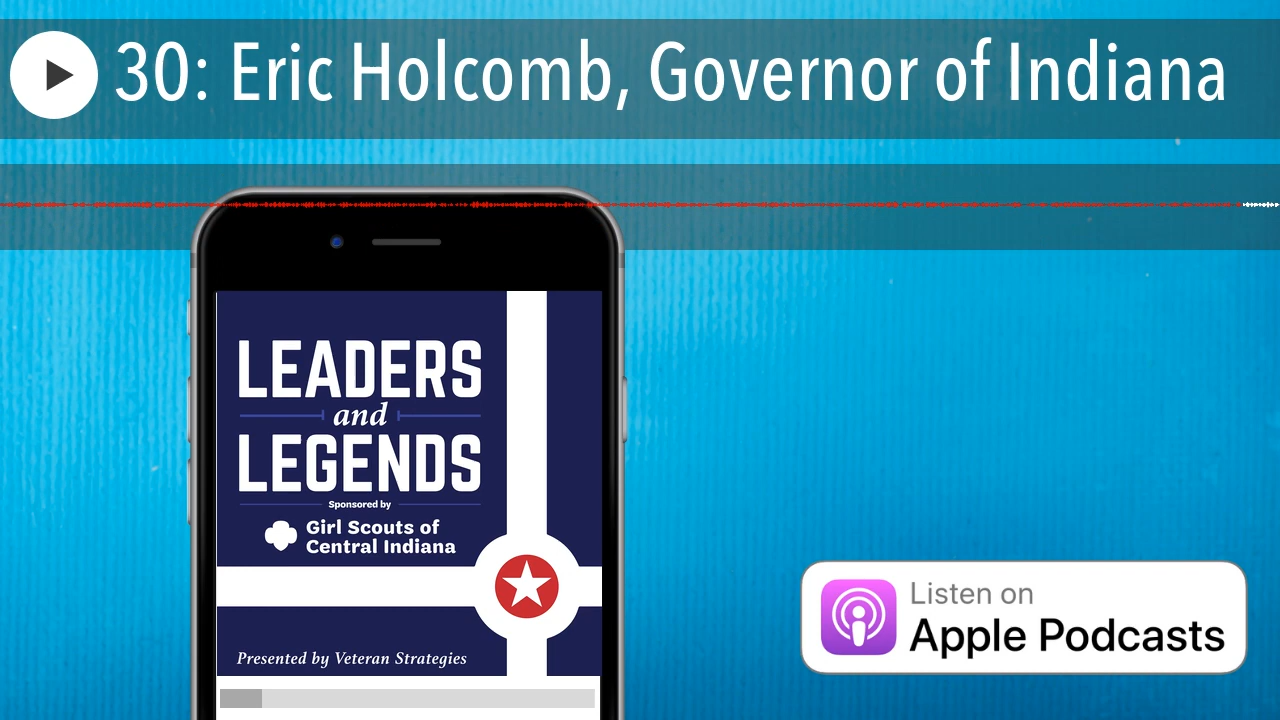 30: Eric Holcomb, Governor of Indiana
LEADERS
and
LEGENDS
Sponsored by
Girl Scouts of
Central Indiana
Presented by Veteran Strategies
Listen on
Apple Podcasts